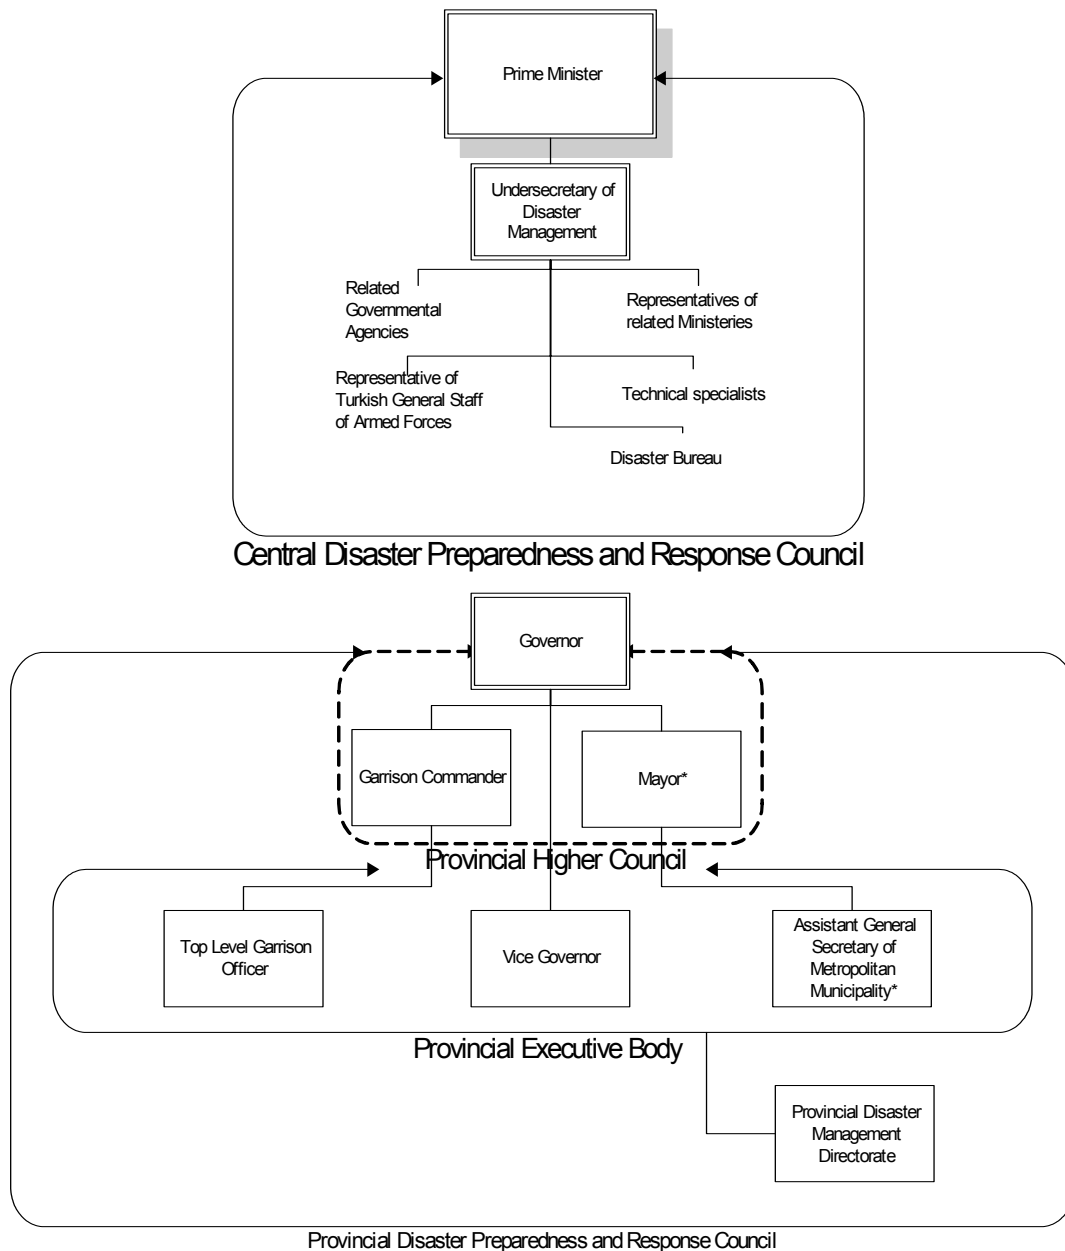 Prime Minister
Undersecretary of
Disaster
Management
Related
Governmental
Agencies
Representatives of
related Ministeries
Representative of
Turkish General Staff
of Armed Forces
Technical specialists
Disaster Bureau
Central Disaster Preparedness and Response Council
Governor
Garrison Commander
Mayor*
Provincial Higher Council
Top Level Garrison
Officer
Vice Governor
Assistant General
Secretary of
Metropolitan
Municipality*
Provincial Executive Body
Provincial Disaster
Management
Directorate
Provincial Disaster Preparedness and Response Council